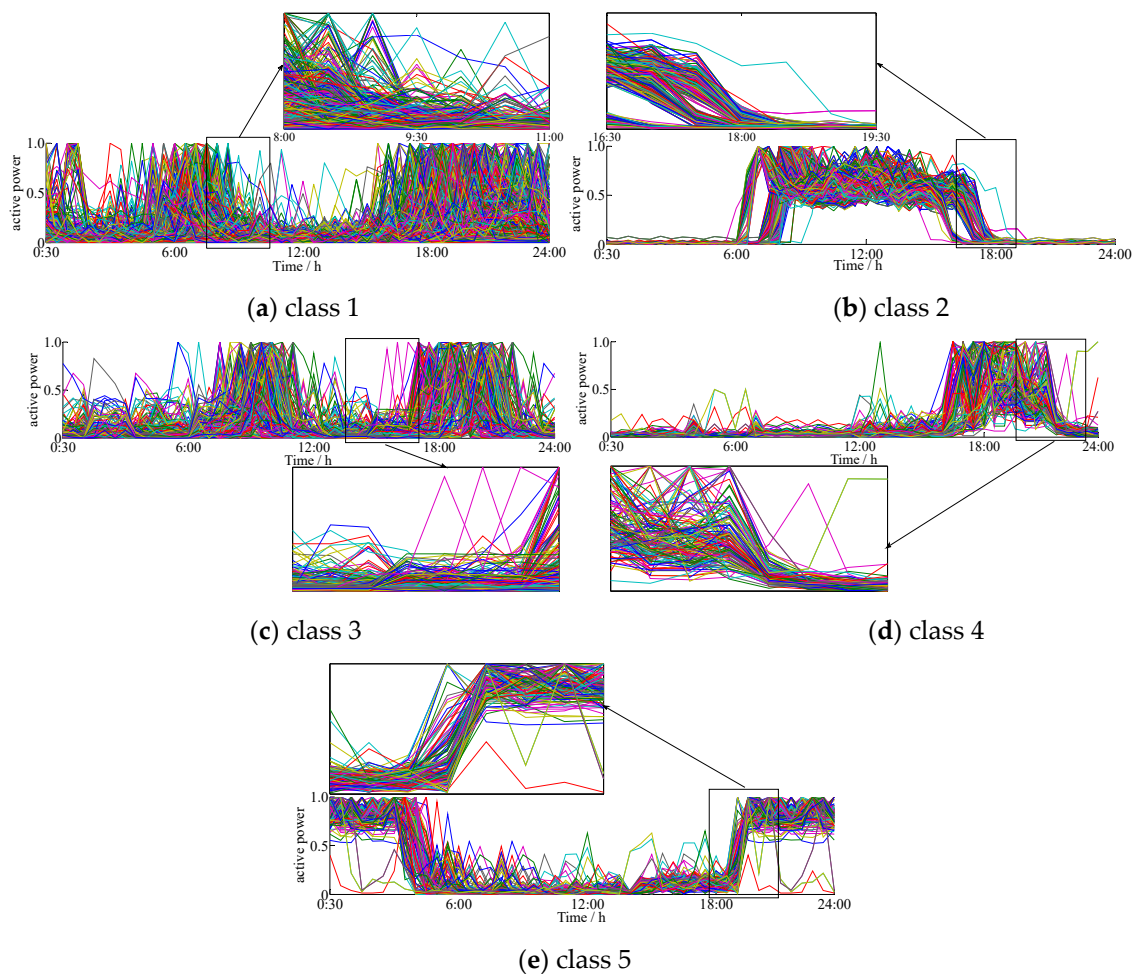 8:00 9:30 11:00
16:30 18:00 19:30
1.0
0.5
0
active power
0:30 6:00 12:00 18:00 24:00
Time / h
1.0
0.5
0
active power
0:30 6:00 12:00 18:00 24:00
Time / h
(a) class 1
(b) class 2
1.0
0.5
0
active power
0:30 6:00 12:00 18:00 24:00
Time / h
1.0
0.5
0
active power
0:30 6:00 12:00 18:00 24:00
Time / h
(c) class 3
(d) class 4
1.0
0.5
0
active power
0:30 6:00 12:00 18:00 24:00
Time / h
(e) class 5